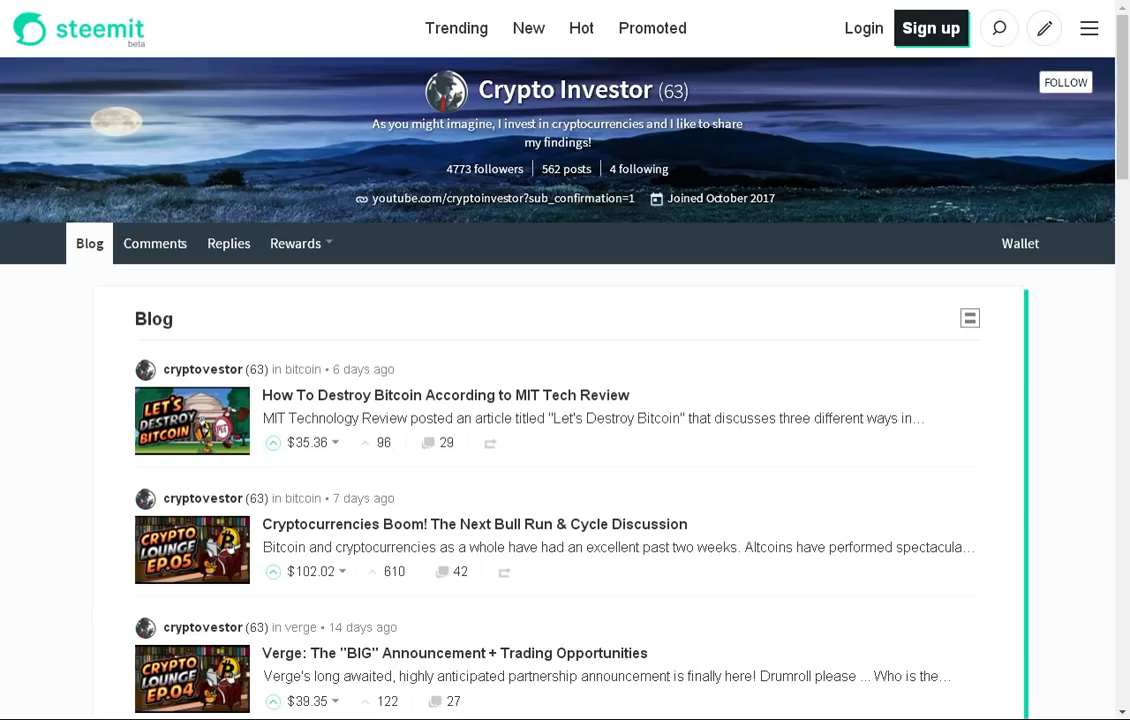 steemit
beta
Trending New Hot Promoted Login Sign up
Crypto Investor (63)
FOLLOW
As you might imagine, I invest in cryptocurrencies and I like to share
my findings!
4773 followers 562 posts 4 following
youtube.com/cryptoinvestor?sub_confirmation=1 Joined October 2017
Blog Comments Replies Rewards Wallet
Blog
cryptovestor (63) in bitcoin • 6 days ago
LET'S
DESTROY
BITCOIN
How To Destroy Bitcoin According to MIT Tech Review
MIT Technology Review posted an article titled "Let's Destroy Bitcoin" that discusses three different ways in…
$35.36 96 29
cryptovestor (63) in bitcoin • 7 days ago
CRYPTO
LOUNGE
EP.05
Cryptocurrencies Boom! The Next Bull Run & Cycle Discussion
Bitcoin and cryptocurrencies as a whole have had an excellent past two weeks. Altcoins have performed spectacula…
$102.02 610 42
cryptovestor (63) in verge • 14 days ago
CRYPTO
LOUNGE
EP.04
Verge: The "BIG" Announcement + Trading Opportunities
Verge's long awaited, highly anticipated partnership announcement is finally here! Drumroll please ... Who is the…
$39.35 122 27